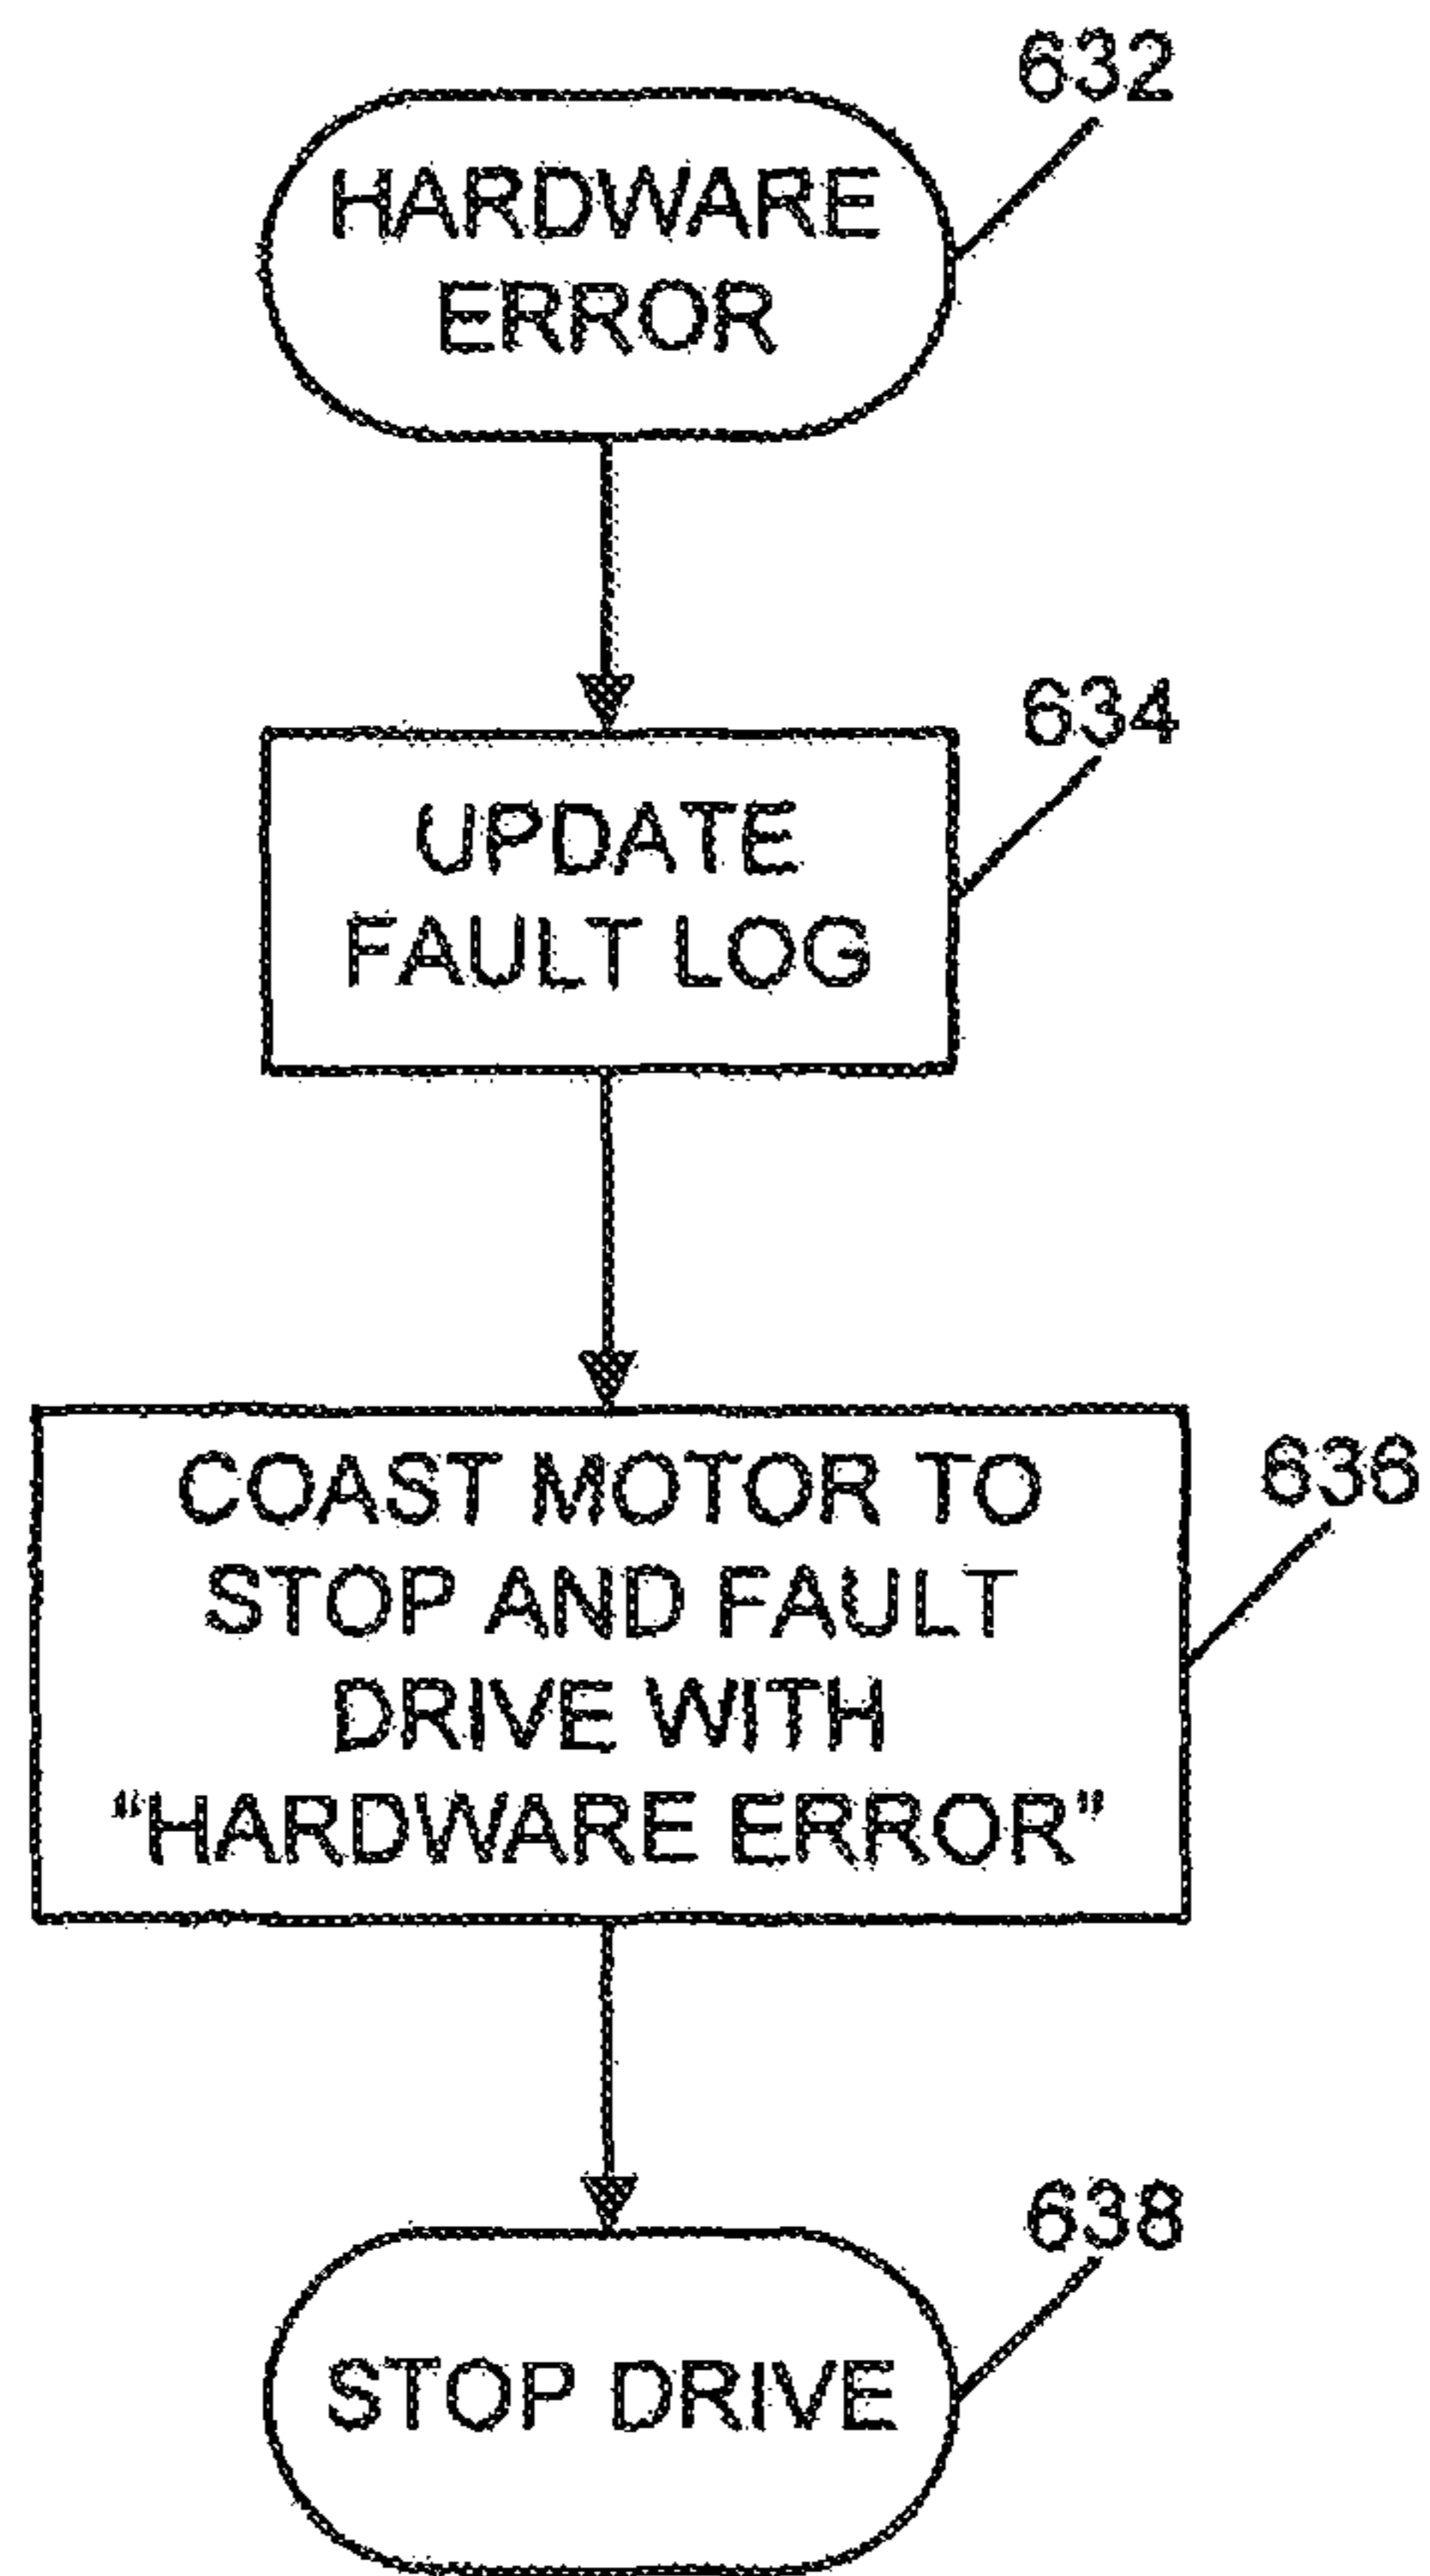 632
HARDWARE
ERROR
634
UPDATE
FAULT LOG
636
COAST MOTOR TO
STOP AND FAULT
DRIVE WITH
“HARDWARE ERROR”
638
STOP DRIVE